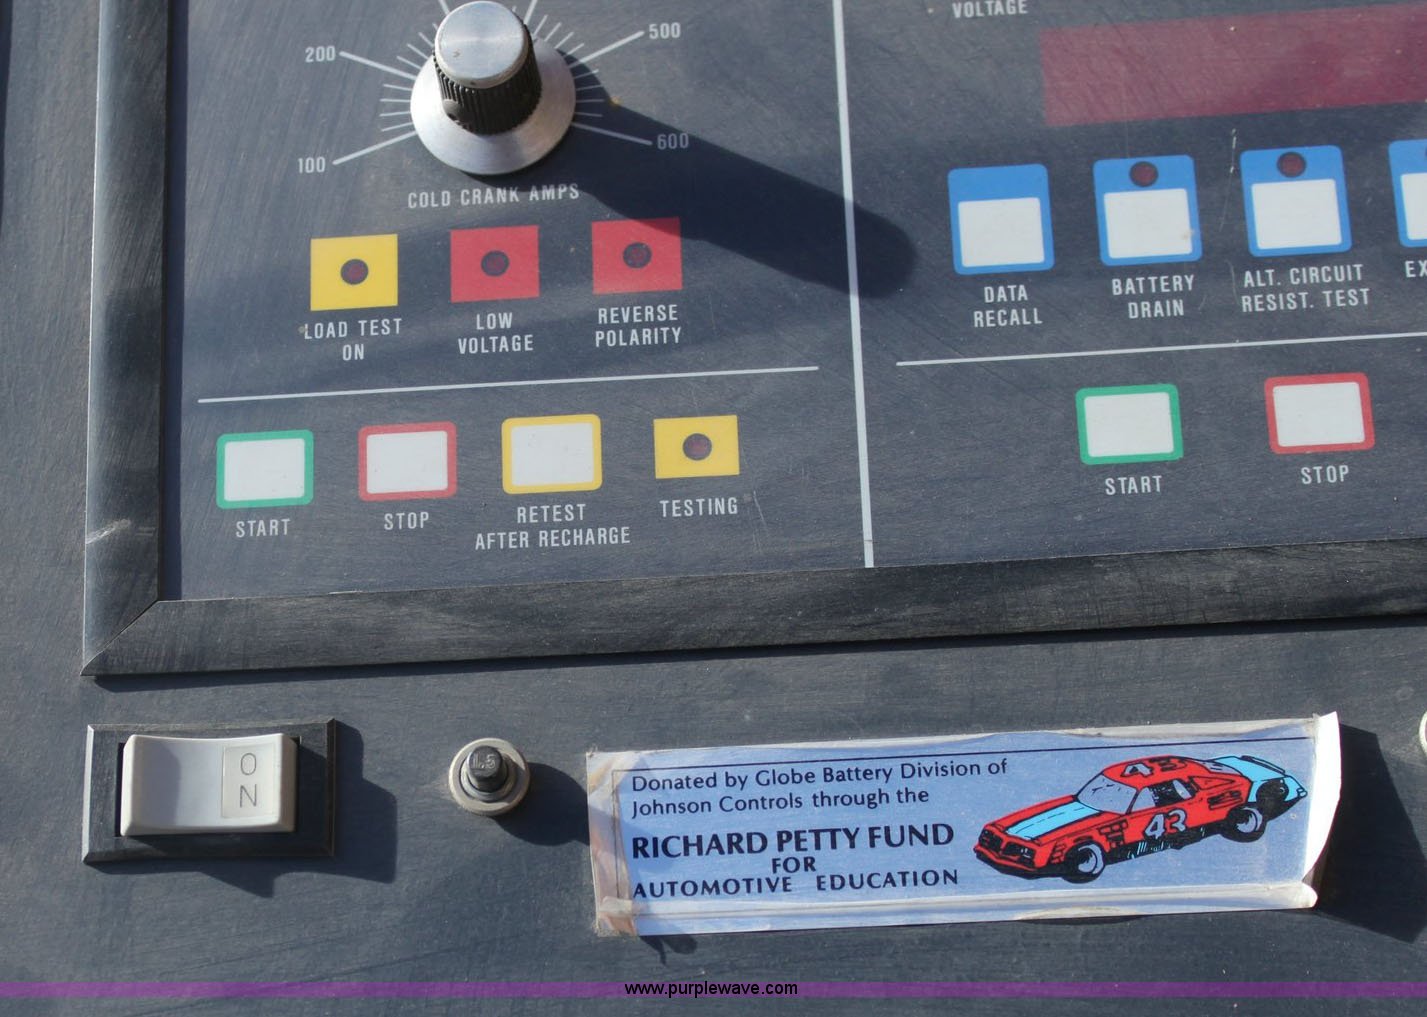 200
500
100
600
COLD CRANK AMPS
LOAD TEST
ON
LOW
VOLTAGE
REVERSE
POLARITY
START
STOP
RETEST
AFTER RECHARGE
TESTING
VOLTAGE
DATA
RECALL
BATTERY
DRAIN
ALT. CIRCUIT
RESIST. TEST
EX
START
STOP
ON
15
Donated by Globe Battery Division of
Johnson Controls through the
RICHARD PETTY FUND
FOR
AUTOMOTIVE EDUCATION
43
43
www.purplewave.com